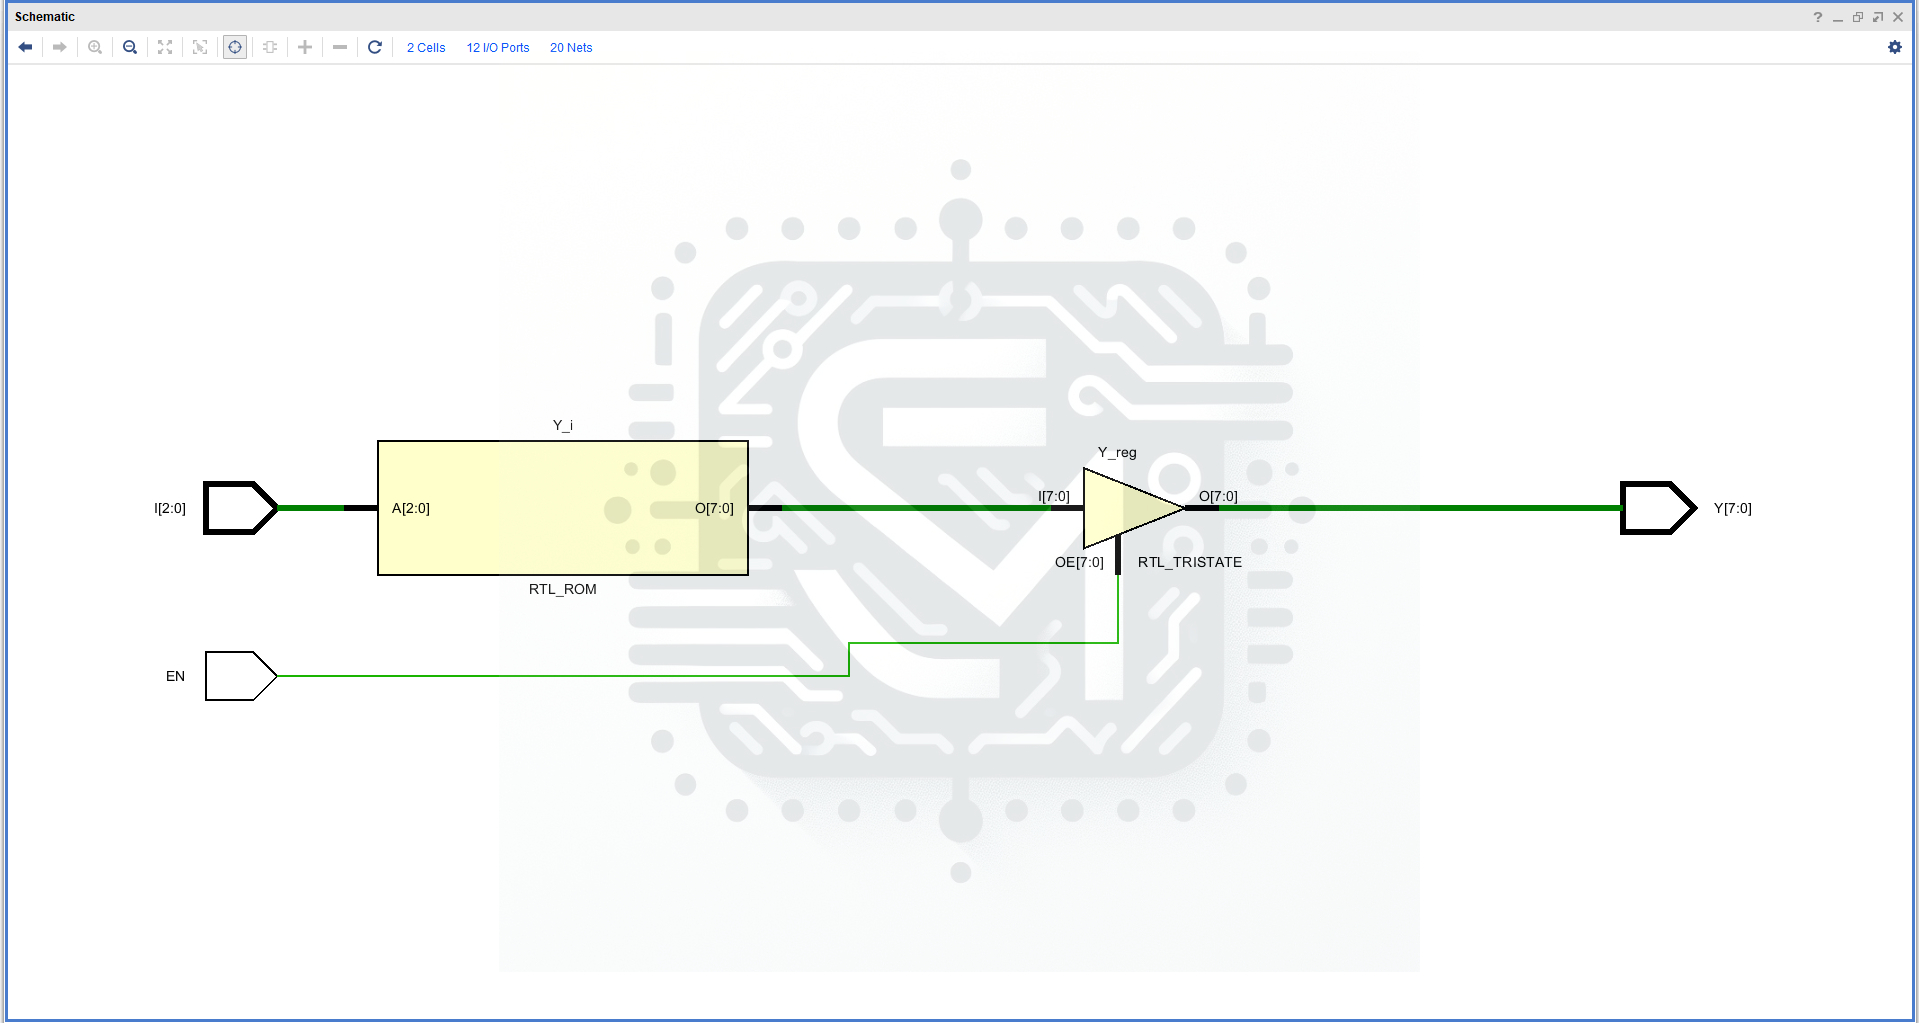 Schematic
2 Cells 12 I/O Ports 20 Nets
Y_i
I[2:0] A[2:0] O[7:0]
RTL_ROM
Y_reg
I[7:0] O[7:0]
OE[7:0] RTL_TRISTATE
Y[7:0]
EN